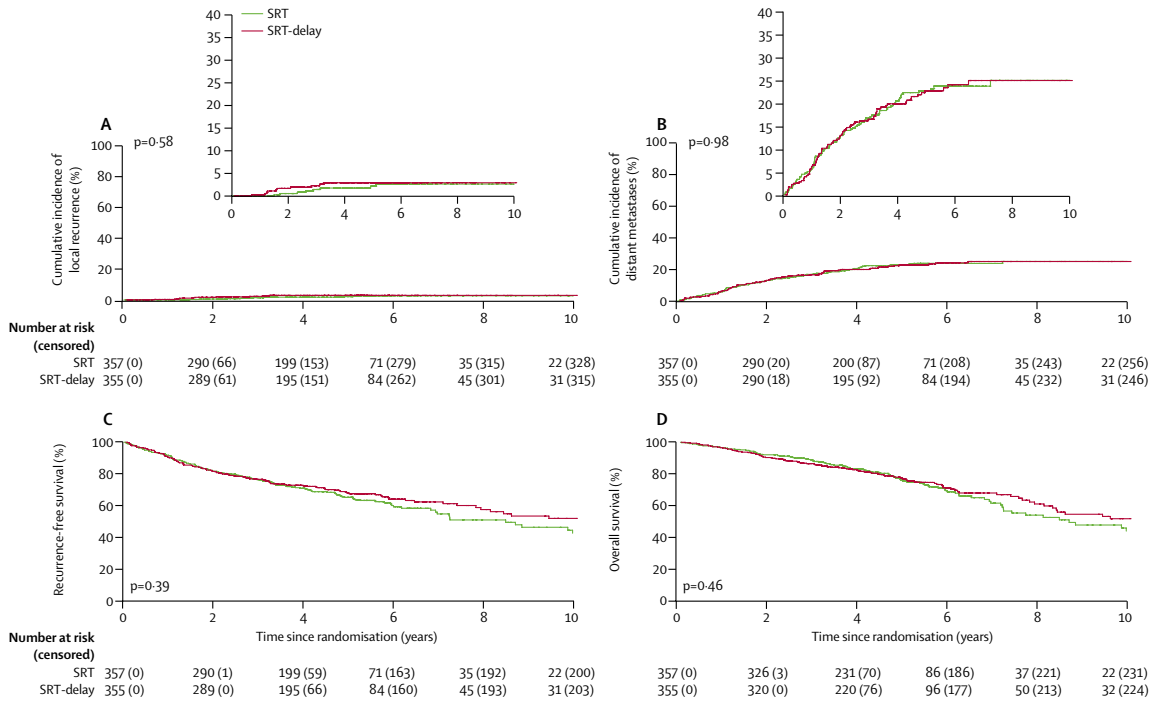 SRT
SRT-delay
40
35
30
25
20
15
10
5
0
0 2 4 6 8 10
A
p=0·58
Cumulative incidence of
local recurrence (%)
100
80
60
40
20
0
0 2 4 6 8 10
40
35
30
25
20
15
10
5
0
0 2 4 6 8 10
B
p=0·98
Cumulative incidence of
distant metastases (%)
100
80
60
40
20
0
0 2 4 6 8 10
Number at risk
(censored)
SRT 357 (0) 290 (66) 199 (153) 71 (279) 35 (315) 22 (328)
SRT-delay 355 (0) 289 (61) 195 (151) 84 (262) 45 (301) 31 (315)
357 (0) 290 (20) 200 (87) 71 (208) 35 (243) 22 (256)
355 (0) 290 (18) 195 (92) 84 (194) 45 (232) 31 (246)
C
Recurrence-free survival (%)
100
80
60
40
20
0
p=0·39
0 2 4 6 8 10
Time since randomisation (years)
D
Overall survival (%)
100
80
60
40
20
0
p=0·46
0 2 4 6 8 10
Time since randomisation (years)
Number at risk
(censored)
SRT 357 (0) 290 (1) 199 (59) 71 (163) 35 (192) 22 (200)
SRT-delay 355 (0) 289 (0) 195 (66) 84 (160) 45 (193) 31 (203)
357 (0) 326 (3) 231 (70) 86 (186) 37 (221) 22 (231)
355 (0) 320 (0) 220 (76) 96 (177) 50 (213) 32 (224)